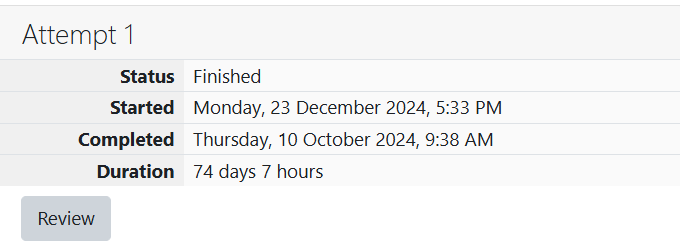 Attempt 1
Status Finished
Started Monday, 23 December 2024, 5:33 PM
Completed Thursday, 10 October 2024, 9:38 AM
Duration 74 days 7 hours
Review